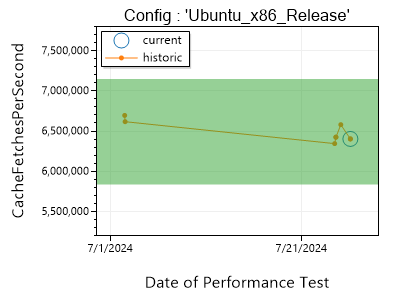 Config : 'Ubuntu_x86_Release'
current
historic
7,500,000
7,000,000
6,500,000
6,000,000
5,500,000
CacheFetchesPerSecond
7/1/2024
7/21/2024
Date of Performance Test